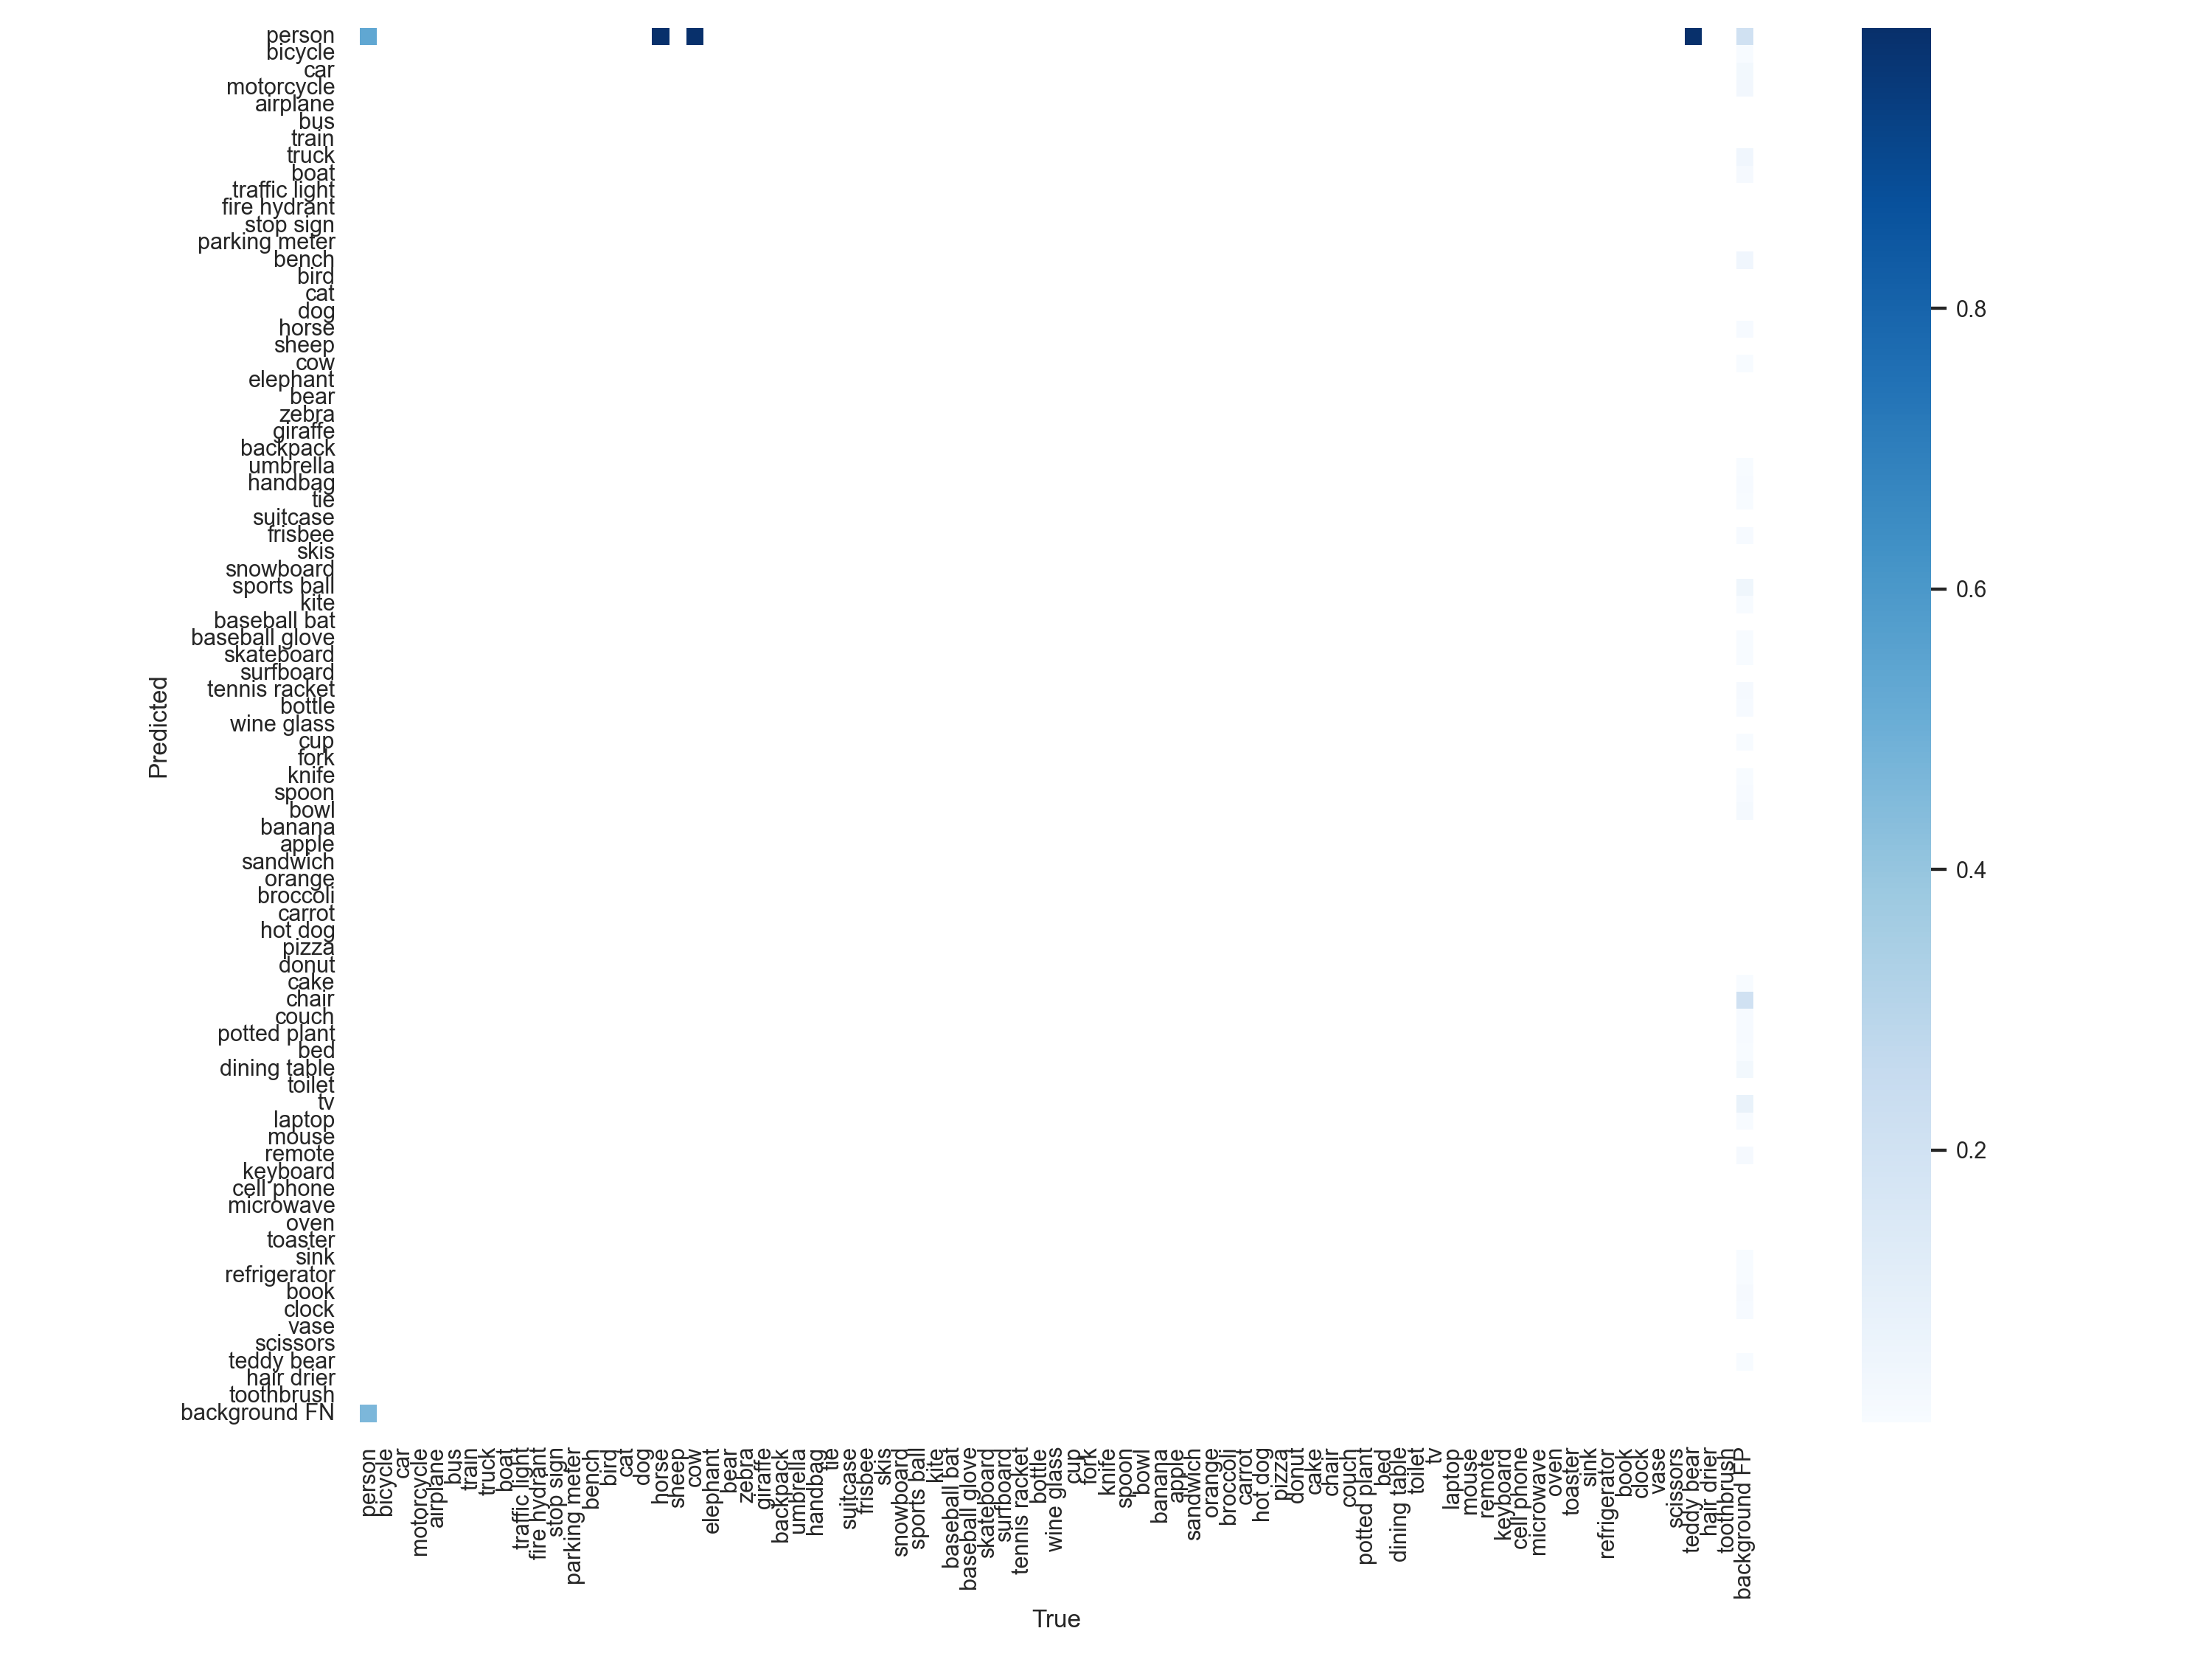 person
bicycle
car
motorcycle
airplane
bus
train
truck
boat
traffic light
fire hydrant
stop sign
parking meter
bench
bird
cat
dog
horse
sheep
cow
elephant
bear
zebra
giraffe
backpack
umbrella
handbag
tie
suitcase
frisbee
skis
snowboard
sports ball
kite
baseball bat
baseball glove
skateboard
surfboard
tennis racket
bottle
wine glass
cup
fork
knife
spoon
bowl
banana
apple
sandwich
orange
broccoli
carrot
hot dog
pizza
donut
cake
chair
couch
potted plant
bed
dining table
toilet
tv
laptop
mouse
remote
keyboard
cell phone
microwave
oven
toaster
sink
refrigerator
book
clock
vase
scissors
teddy bear
hair drier
toothbrush
background FN
Predicted
person
bicycle
car
motorcycle
airplane
bus
train
truck
boat
traffic light
fire hydrant
stop sign
parking meter
bench
bird
cat
dog
horse
sheep
cow
elephant
bear
zebra
giraffe
backpack
umbrella
handbag
tie
suitcase
frisbee
skis
snowboard
sports ball
kite
baseball bat
baseball glove
skateboard
surfboard
tennis racket
bottle
wine glass
cup
fork
knife
spoon
bowl
banana
apple
sandwich
orange
broccoli
carrot
hot dog
pizza
donut
cake
chair
couch
potted plant
bed
dining table
toilet
tv
laptop
mouse
remote
keyboard
cell phone
microwave
oven
toaster
sink
refrigerator
book
clock
vase
scissors
teddy bear
hair drier
toothbrush
background FP
True
0.8
0.6
0.4
0.2